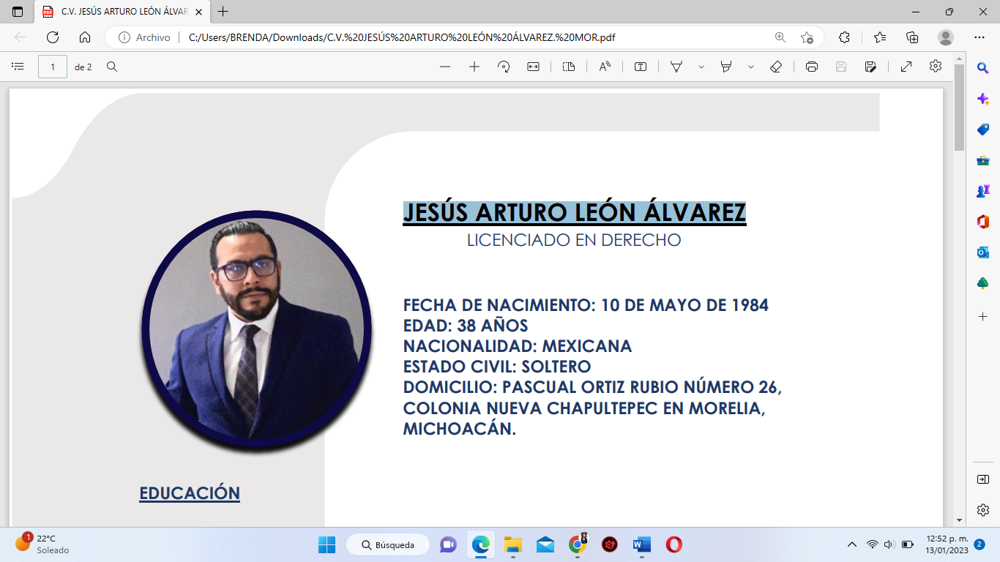 C.V. JESÚS ARTURO LEÓN ÁLVAR
Archivo
C:/Users/BRENDA/Downloads/C.V.%20JESÚS%20ARTURO%20LEÓN%20ÁLVAREZ.%20MOR.pdf
1 de 2
JESÚS ARTURO LEÓN ÁLVAREZ
LICENCIADO EN DERECHO
FECHA DE NACIMIENTO: 10 DE MAYO DE 1984
EDAD: 38 AÑOS
NACIONALIDAD: MEXICANA
ESTADO CIVIL: SOLTERO
DOMICILIO: PASCUAL ORTIZ RUBIO NÚMERO 26,
COLONIA NUEVA CHAPULTEPEC EN MORELIA,
MICHOACÁN.
EDUCACIÓN
1
22°C
Soleado
Búsqueda
12:52 p. m.
13/01/2023
2